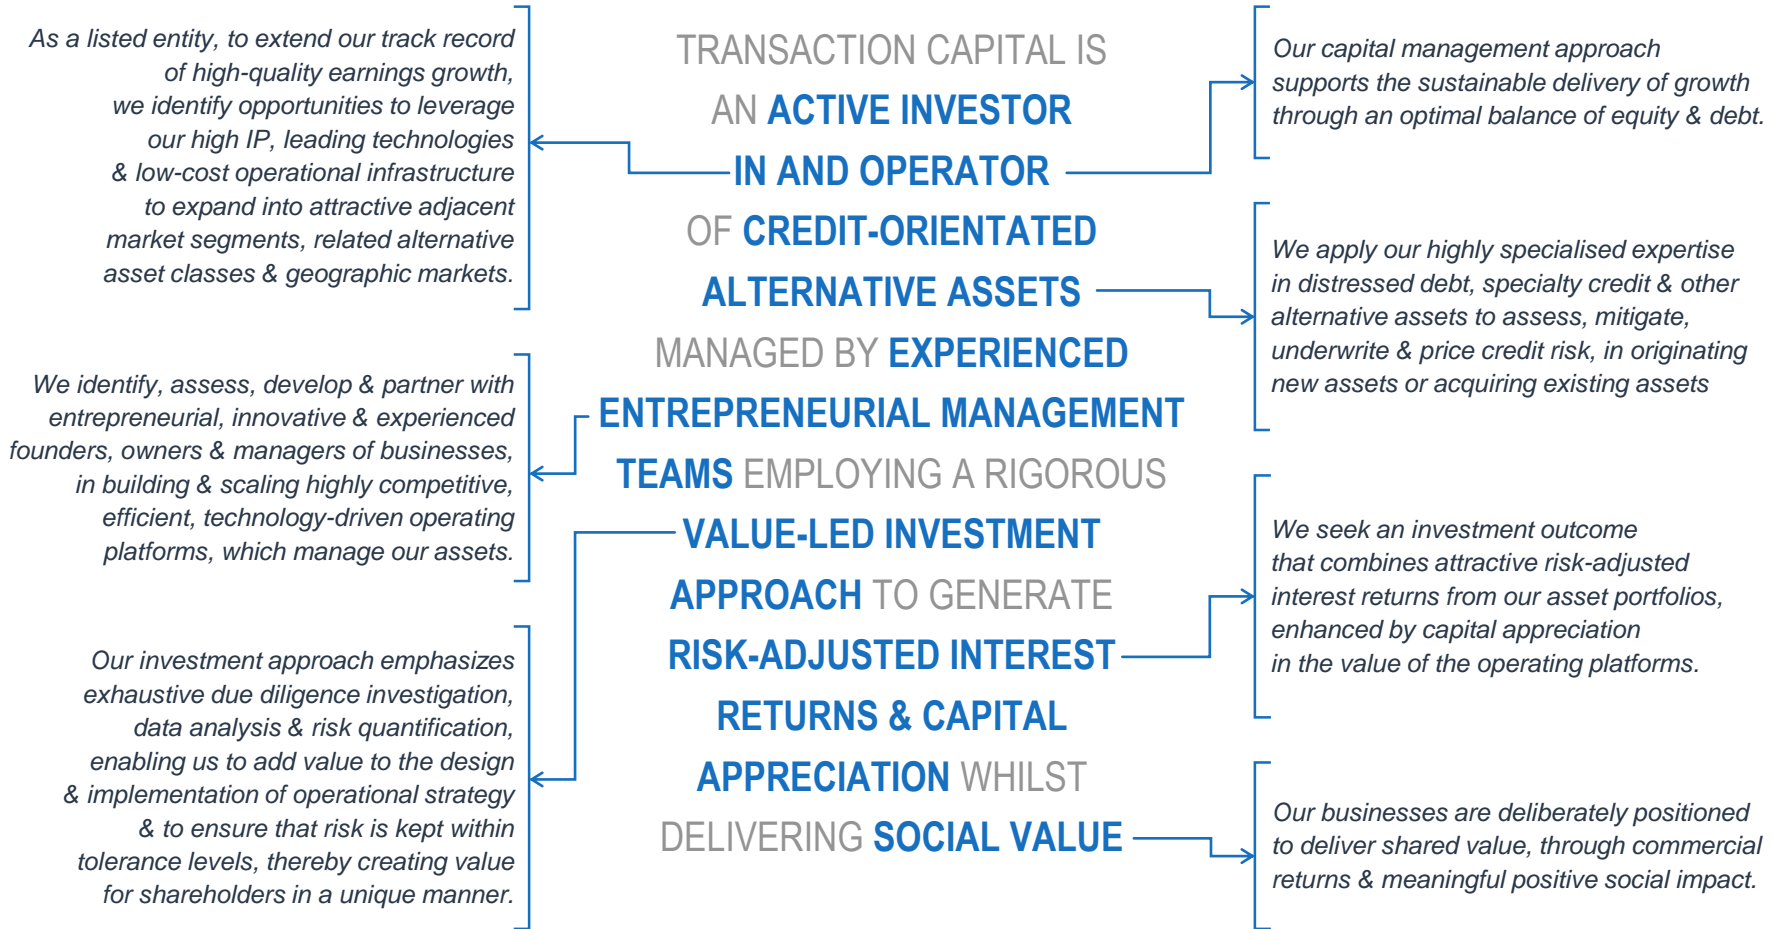 As a listed entity, to extend our track record
of high-quality earnings growth,
we identify opportunities to leverage
our high IP, leading technologies
& low-cost operational infrastructure
to expand into attractive adjacent
market segments, related alternative
asset classes & geographic markets.
We identify, assess, develop & partner with
entrepreneurial, innovative & experienced
founders, owners & managers of businesses,
in building & scaling highly competitive,
efficient, technology-driven operating
platforms, which manage our assets.
Our investment approach emphasizes
exhaustive due diligence investigation,
data analysis & risk quantification,
enabling us to add value to the design
& implementation of operational strategy
& to ensure that risk is kept within
tolerance levels, thereby creating value
for shareholders in a unique manner.
TRANSACTION CAPITAL IS
AN ACTIVE INVESTOR
IN AND OPERATOR
OF CREDIT-ORIENTATED
ALTERNATIVE ASSETS
MANAGED BY EXPERIENCED
ENTREPRENEURIAL MANAGEMENT
TEAMS EMPLOYING A RIGOROUS
VALUE-LED INVESTMENT
APPROACH TO GENERATE
RISK-ADJUSTED INTEREST
RETURNS & CAPITAL
APPRECIATION WHILST
DELIVERING SOCIAL VALUE
Our capital management approach
supports the sustainable delivery of growth
through an optimal balance of equity & debt.
We apply our highly specialised expertise
in distressed debt, specialty credit & other
alternative assets to assess, mitigate,
underwrite & price credit risk, in originating
new assets or acquiring existing assets
We seek an investment outcome
that combines attractive risk-adjusted
interest returns from our asset portfolios,
enhanced by capital appreciation
in the value of the operating platforms.
Our businesses are deliberately positioned
to deliver shared value, through commercial
returns & meaningful positive social impact.